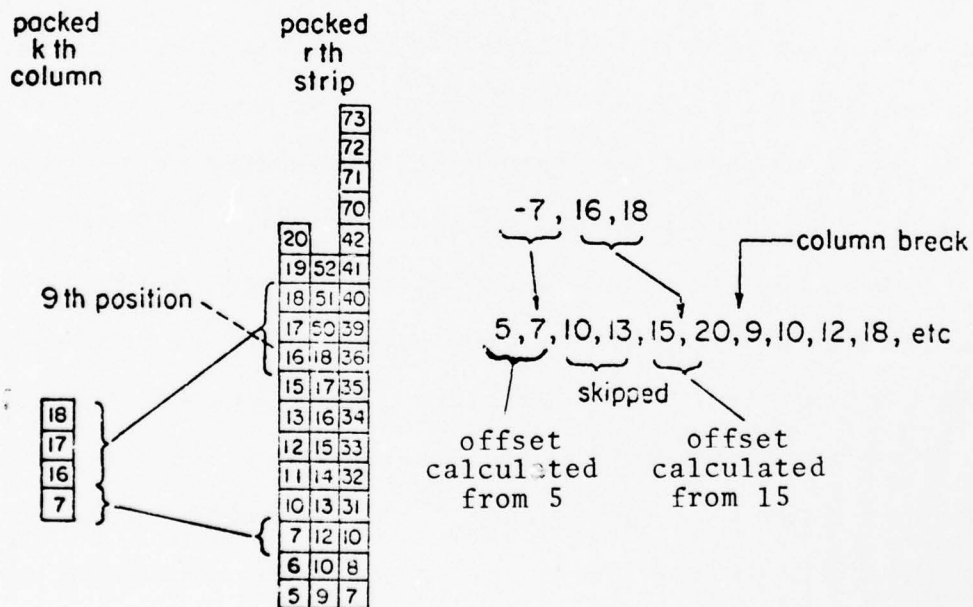 packed
k th
column
packed
r th
strip
73
72
71
70
20 42
19 52 41
18 51 40
17 50 39
16 18 36
15 17 35
13 16 34
12 15 33
11 14 32
10 13 31
7 12 10
6 10 8
5 9 7
9 th position
18
17
16
7
-7, 16, 18
column break
5, 7, 10, 13, 15, 20, 9, 10, 12, 18, etc
skipped
offset
calculated
from 5
offset
calculated
from 15